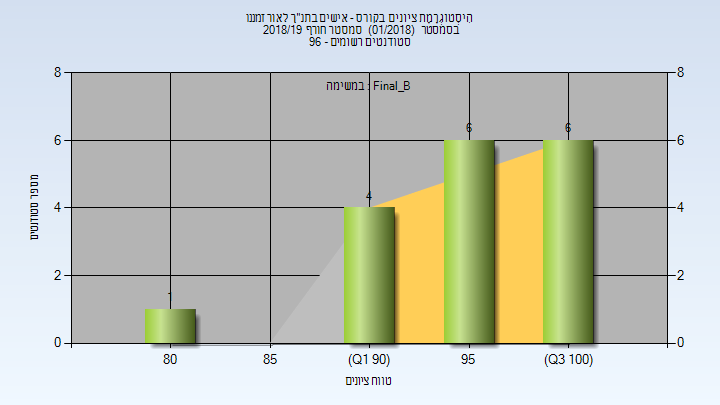 היסטוגרמת ציונים בקורס - אישים בתנ"ך לאור זמננו
בסמסטר (01/2018) סמסטר חורף 2018/19
סטודנטים רשומים - 96
במשימה : Final_B
8 8
6 6
4 4
2 2
0 0
1 4 6 6
מספר סטודנטים
80 85 (Q1 90) 95 (Q3 100)
טווח ציונים